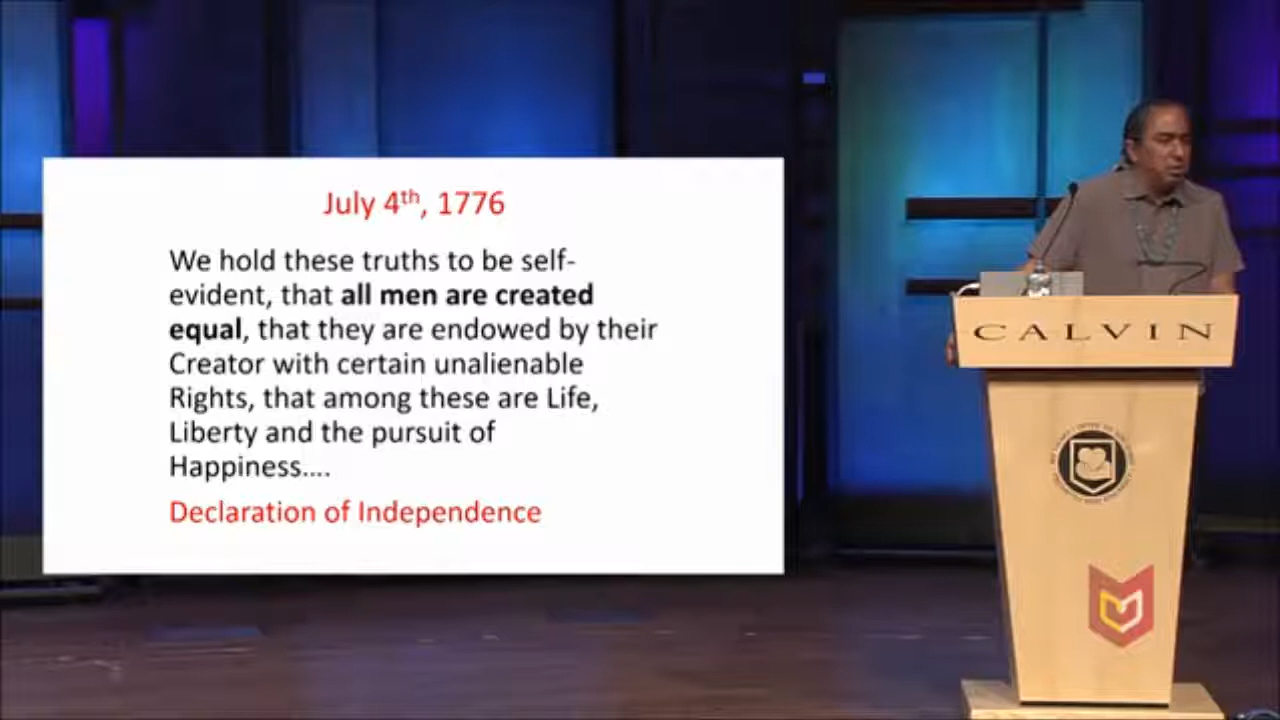 July 4th, 1776
We hold these truths to be self-
evident, that all men are created
equal, that they are endowed by their
Creator with certain unalienable
Rights, that among these are Life,
Liberty and the pursuit of
Happiness....
Declaration of Independence
CALVIN